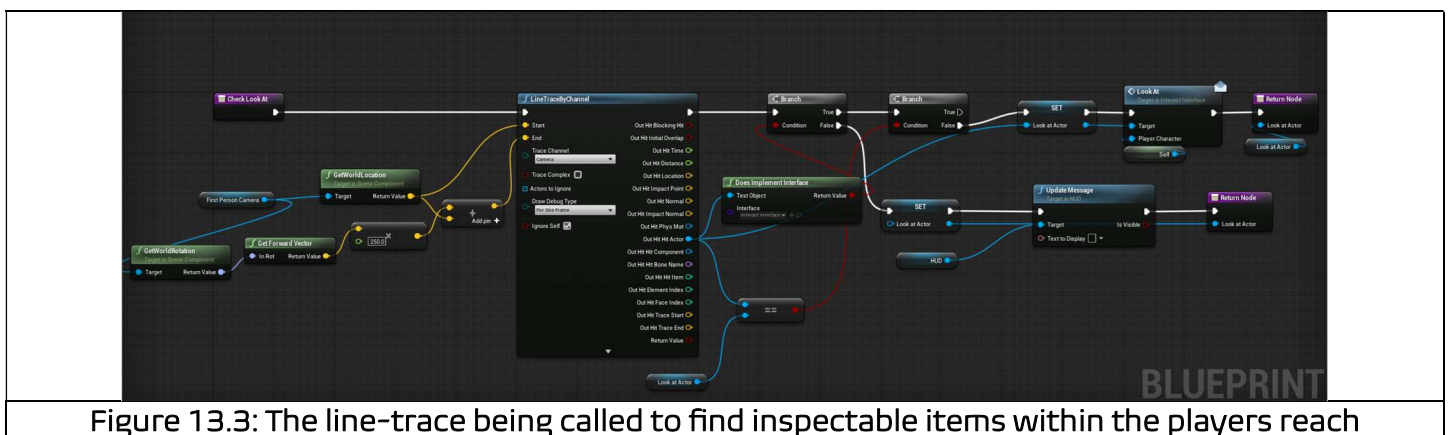 Check Look At
LineTraceByChannel
Start
End
Trace Channel
Camera
Trace Complex
Actors to Ignore
Draw Debug Type
For One Frame
Ignore Self
Out Hit Blocking Hit
Out Hit Initial Overlap
Out Hit Time
Out Hit Distance
Out Hit Location
Out Hit Impact Point
Out Hit Normal
Out Hit Impact Normal
Out Hit Phys Mat
Out Hit Hit Actor
Out Hit Hit Component
Out Hit Hit Bone Name
Out Hit Hit Item
Out Hit Element Index
Out Hit Face Index
Out Hit Trace Start
Out Hit Trace End
Return Value
First Person Camera
GetWorldLocation
Target is Scene Component
Target Return Value
GetWorldRotation
Target is Scene Component
Target Return Value
Get Forward Vector
In Rot Return Value
250.0
×
+
Add pin +
Branch
True
Condition False
Branch
True
Condition False
Does Implement Interface
Test Object Return Value
Interface
Interact Interface
==
Look at Actor
SET
Look at Actor
Look At
Target is Interact Interface
Target
Player Character
Self
Return Node
Look at Actor
Look at Actor
SET
Look at Actor
HUD
Update Message
Target is HUD
Target Is Visible
Text to Display
Return Node
Look at Actor
BLUEPRINT
Figure 13.3: The line-trace being called to find inspectable items within the players reach